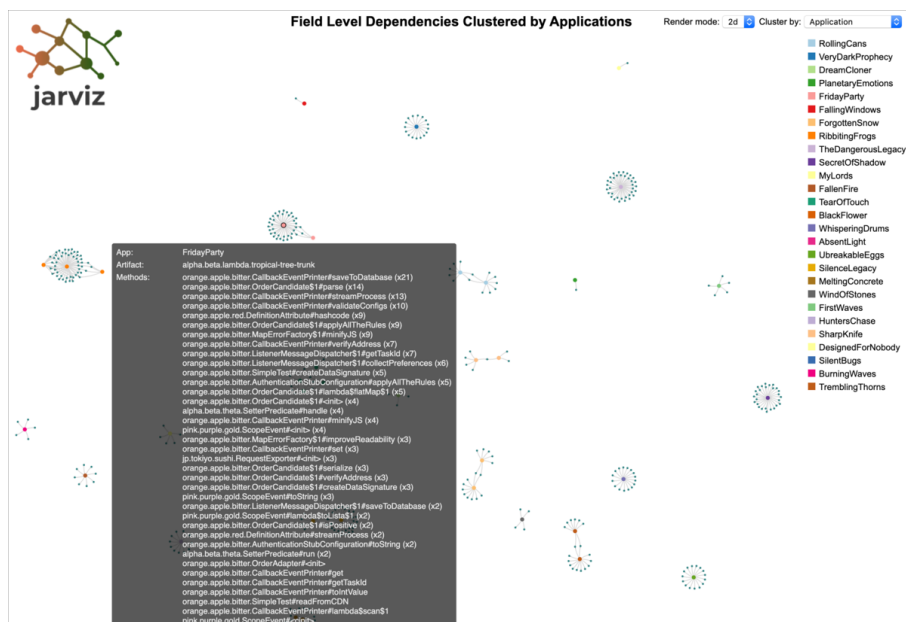 Field Level Dependencies Clustered by Applications
Render mode: 2d Cluster by: Application
jarviz
RollingCans
VeryDarkProphecy
DreamCloner
PlanetaryEmotions
FridayParty
FallingWindows
ForgottenSnow
RibbitingFrogs
TheDangerousLegacy
SecretOfShadow
MyLords
FallenFire
TearOfTouch
BlackFlower
WhisperingDrums
AbsentLight
UbreakableEggs
SilenceLegacy
MeltingConcrete
WindOfStones
FirstWaves
HuntersChase
SharpKnife
DesignedForNobody
SilentBugs
BurningWaves
TremblingThorns
App: FridayParty
Artifact: alpha.beta.lambda.tropical-tree-trunk
Methods: orange.apple.bitter.CallbackEventPrinter#saveToDatabase (x21)
orange.apple.bitter.OrderCandidate$1#parse (x14)
orange.apple.bitter.CallbackEventPrinter#streamProcess (x13)
orange.apple.bitter.CallbackEventPrinter#validateConfigs (x10)
orange.apple.red.DefinitionAttribute#hashcode (x9)
orange.apple.bitter.OrderCandidate$1#applyAllTheRules (x9)
orange.apple.bitter.MapErrorFactory$1#minifyJS (x9)
orange.apple.bitter.CallbackEventPrinter#verifyAddress (x7)
orange.apple.bitter.ListenerMessageDispatcher$1#getTaskId (x7)
orange.apple.bitter.ListenerMessageDispatcher$1#collectPreferences (x6)
orange.apple.bitter.SimpleTest#createDataSignature (x5)
orange.apple.bitter.AuthenticationStubConfiguration#applyAllTheRules (x5)
orange.apple.bitter.OrderCandidate$1#lambda$flatMap$1 (x5)
orange.apple.bitter.OrderCandidate$1#<init> (x4)
alpha.beta.theta.SetterPredicate#handle (x4)
orange.apple.bitter.CallbackEventPrinter#minifyJS (x4)
pink.purple.gold.ScopeEvent#<init> (x4)
orange.apple.bitter.MapErrorFactory$1#improveReadability (x3)
orange.apple.bitter.CallbackEventPrinter#set (x3)
jp.tokiyo.sushi.RequestExporter#<init> (x3)
orange.apple.bitter.OrderCandidate$1#serialize (x3)
orange.apple.bitter.OrderCandidate$1#verifyAddress (x3)
orange.apple.bitter.OrderCandidate$1#createDataSignature (x3)
pink.purple.gold.ScopeEvent#toString (x3)
orange.apple.bitter.ListenerMessageDispatcher$1#saveToDatabase (x2)
pink.purple.gold.ScopeEvent#lambda$toLista$1 (x2)
orange.apple.bitter.OrderCandidate$1#isPositive (x2)
orange.apple.red.DefinitionAttribute#streamProcess (x2)
orange.apple.bitter.AuthenticationStubConfiguration#toString (x2)
alpha.beta.theta.SetterPredicate#run (x2)
orange.apple.bitter.OrderAdapter#<init>
orange.apple.bitter.CallbackEventPrinter#get
orange.apple.bitter.CallbackEventPrinter#getTaskId
orange.apple.bitter.CallbackEventPrinter#toIntValue
orange.apple.bitter.SimpleTest#readFromCDN
orange.apple.bitter.CallbackEventPrinter#lambda$scan$1
pink.purple.gold.ScopeEvent#<cinit>